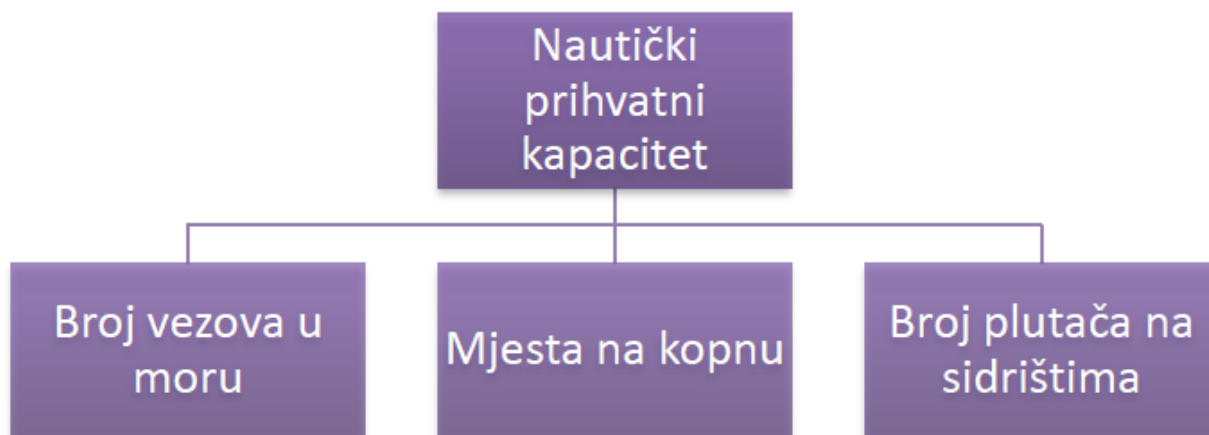 Nautički
prihvatni
kapacitet
Broj vezova u
moru
Mjesta na kopnu
Broj plutača na
sidrištima